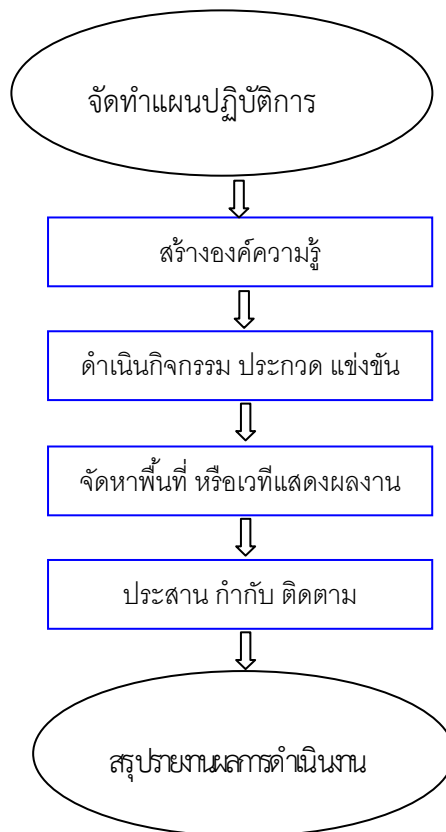 จัดทำแผนปฏิบัติการ
สร้างองค์ความรู้
ดำเนินกิจกรรม ประกวด แข่งขัน
จัดหาพื้นที่ หรือเวทีแสดงผลงาน
ประสาน กำกับ ติดตาม
สรุปรายงานผลการดำเนินงาน